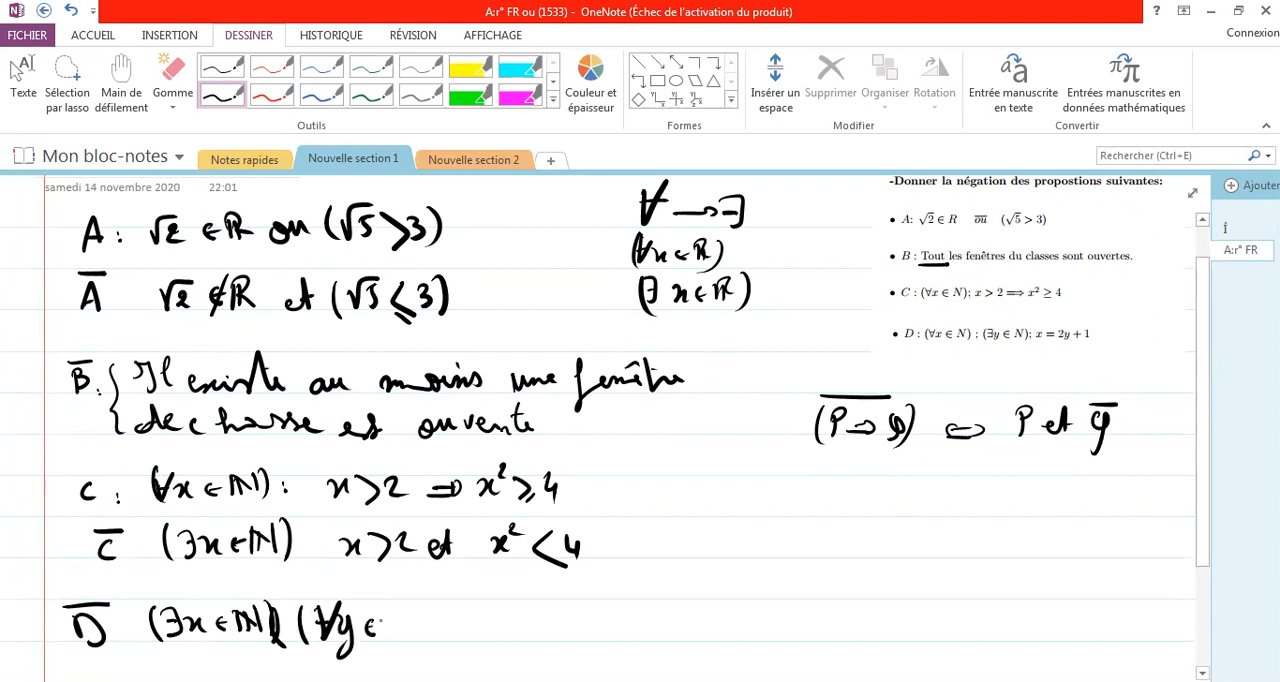 A:r° FR ou (1533) - OneNote (Échec de l'activation du produit)
FICHIER ACCUEIL INSERTION DESSINER HISTORIQUE RÉVISION AFFICHAGE Connexion
Texte Sélection par lasso Main de défilement Gomme Couleur et épaisseur Insérer un espace Supprimer Organiser Rotation Entrée manuscrite en texte Entrées manuscrites en données mathématiques
Outils Formes Modifier Convertir
Mon bloc-notes Notes rapides Nouvelle section 1 Nouvelle section 2 Rechercher (Ctrl+E)
samedi 14 novembre 2020 22:01
Ajouter
A:r° FR
-Donner la négation des propostions suivantes:
• A: √2 ∈ R ou (√5 > 3)
• B : Tout les fenêtres du classes sont ouvertes.
• C : (∀x ∈ N); x > 2 ⟹ x² ≥ 4
• D : (∀x ∈ N) ; (∃y ∈ N); x = 2y + 1
A : √2 ∈ ℝ ou (√5 > 3)
∀ → ∃
(∀x ∈ ℝ)
A̅ √2 ∉ ℝ et (√5 ≤ 3)
(∃ x ∈ ℝ)
B̅ : { Il existe au moins une fenêtre
de chasse est ouvente
(P ⇒ Q)‾ ⇔ P et Q̅
C : (∀x ∈ ℕ) : x > 2 ⇒ x² ≥ 4
C̅ (∃x ∈ ℕ) x > 2 et x² < 4
D̅ (∃x ∈ ℕ) (∀y ∈